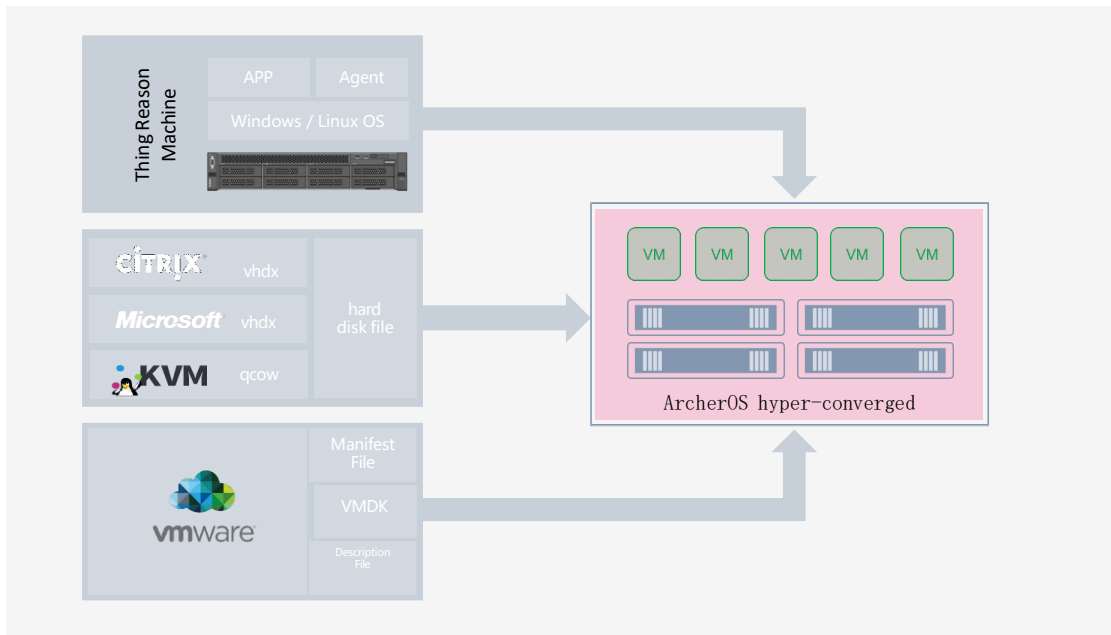 Thing Reason
Machine
APP
Agent
Windows / Linux OS
CITRIX
vhdx
Microsoft
vhdx
KVM
qcow
hard
disk file
vmware
Manifest
File
VMDK
Description
File
VM
VM
VM
VM
VM
ArcherOS hyper-converged